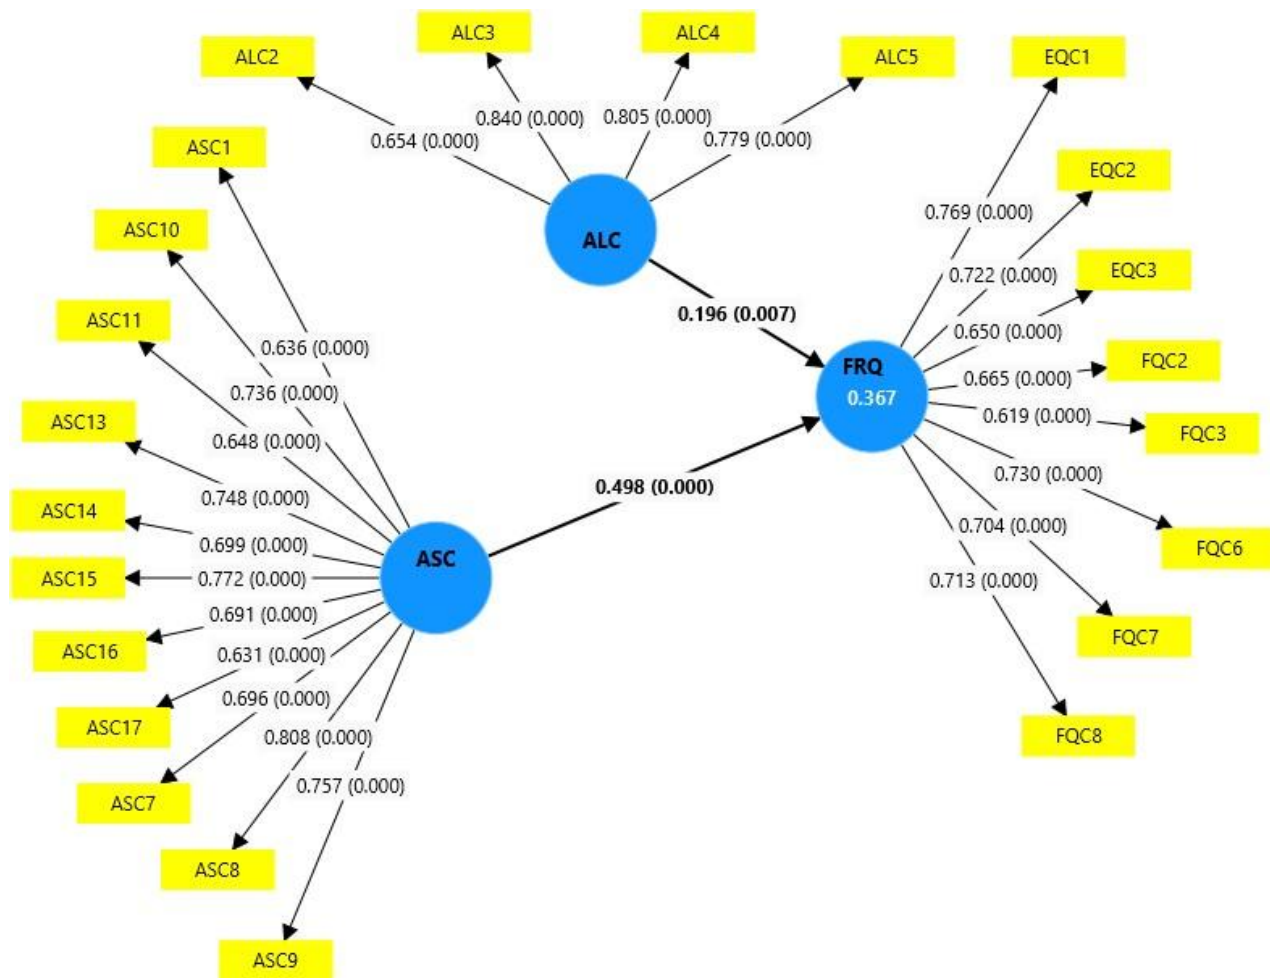 ALC2
ALC3
ALC4
ALC5
EQC1
0.654 (0.000)
0.840 (0.000)
0.805 (0.000)
0.779 (0.000)
ASC1
EQC2
ASC10
0.769 (0.000)
ALC
0.722 (0.000)
EQC3
ASC11
0.196 (0.007)
0.650 (0.000)
0.636 (0.000)
FRQ
0.367
0.665 (0.000)
FQC2
0.736 (0.000)
0.619 (0.000)
ASC13
0.648 (0.000)
FQC3
0.498 (0.000)
0.730 (0.000)
ASC14
0.748 (0.000)
0.704 (0.000)
0.699 (0.000)
FQC6
ASC
ASC15
0.772 (0.000)
0.713 (0.000)
0.691 (0.000)
FQC7
ASC16
0.631 (0.000)
0.696 (0.000)
ASC17
0.808 (0.000)
FQC8
0.757 (0.000)
ASC7
ASC8
ASC9